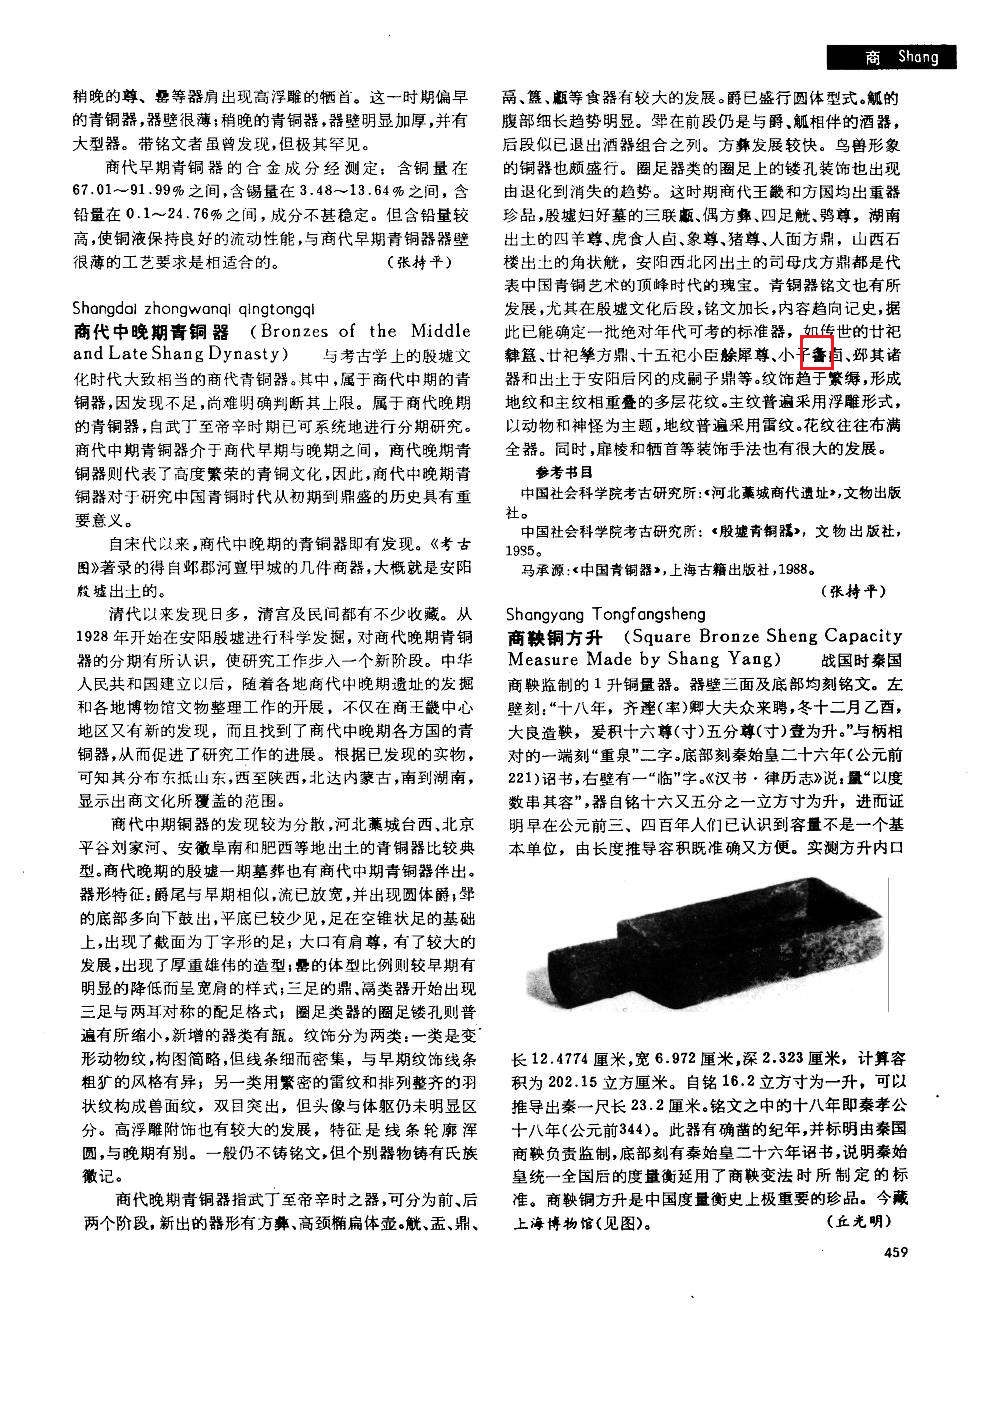 商 Shang
稍晚的尊、罍等器肩出现高浮雕的牺首。这一时期偏早
的青铜器,器壁很薄;稍晚的青铜器,器壁明显加厚,并有
大型器。带铭文者虽曾发现,但极其罕见。
商代早期青铜器的合金成分经测定：含铜量在
67.01～91.99%之间,含锡量在3.48～13.64%之间，含
铅量在0.1～24.76%之间，成分不甚稳定。但含铅量较
高,使铜液保持良好的流动性能,与商代早期青铜器器壁
很薄的工艺要求是相适合的。 (张持平)
Shangdai zhongwanqi qingtongqi
商代中晚期青铜器 (Bronzes of the Middle
and Late Shang Dynasty) 与考古学上的殷墟文
化时代大致相当的商代青铜器。其中,属于商代中期的青
铜器,因发现不足,尚难明确判断其上限。属于商代晚期
的青铜器,自武丁至帝辛时期已可系统地进行分期研究。
商代中期青铜器介于商代早期与晚期之间，商代晚期青
铜器则代表了高度繁荣的青铜文化,因此,商代中晚期青
铜器对于研究中国青铜时代从初期到鼎盛的历史具有重
要意义。
自宋代以来,商代中晚期的青铜器即有发现。《考古
图》著录的得自邺郡河亶甲城的几件商器,大概就是安阳
殷墟出土的。
清代以来发现日多，清宫及民间都有不少收藏。从
1928年开始在安阳殷墟进行科学发掘,对商代晚期青铜
器的分期有所认识，使研究工作步入一个新阶段。中华
人民共和国建立以后，随着各地商代中晚期遗址的发掘
和各地博物馆文物整理工作的开展，不仅在商王畿中心
地区又有新的发现，而且找到了商代中晚期各方国的青
铜器,从而促进了研究工作的进展。根据已发现的实物，
可知其分布东抵山东,西至陕西,北达内蒙古,南到湖南，
显示出商文化所覆盖的范围。
商代中期铜器的发现较为分散,河北藁城台西、北京
平谷刘家河、安徽阜南和肥西等地出土的青铜器比较典
型。商代晚期的殷墟一期墓葬也有商代中期青铜器伴出。
器形特征:爵尾与早期相似,流已放宽,并出现圆体爵;斝
的底部多向下鼓出,平底已较少见,足在空锥状足的基础
上,出现了截面为丁字形的足；大口有肩尊，有了较大的
发展,出现了厚重雄伟的造型;罍的体型比例则较早期有
明显的降低而呈宽肩的样式;三足的鼎、鬲类器开始出现
三足与两耳对称的配足格式；圈足类器的圈足镂孔则普
遍有所缩小,新增的器类有瓿。纹饰分为两类:一类是变
形动物纹,构图简略,但线条细而密集，与早期纹饰线条
粗犷的风格有异；另一类用繁密的雷纹和排列整齐的羽
状纹构成兽面纹，双目突出，但头像与体躯仍未明显区
分。高浮雕附饰也有较大的发展，特征是线条轮廓浑
圆,与晚期有别。一般仍不铸铭文,但个别器物铸有氏族
徽记。
商代晚期青铜器指武丁至帝辛时之器,可分为前、后
两个阶段，新出的器形有方彝、高颈椭扁体壶。觥、盂、鼎、
鬲、簋、甗等食器有较大的发展。爵已盛行圆体型式。觚的
腹部细长趋势明显。斝在前段仍是与爵、觚相伴的酒器，
后段似已退出酒器组合之列。方彝发展较快。鸟兽形象
的铜器也颇盛行。圈足器类的圈足上的镂孔装饰也出现
由退化到消失的趋势。这时期商代王畿和方国均出重器
珍品,殷墟妇好墓的三联甗、偶方彝、四足觥、鸮尊，湖南
出土的四羊尊、虎食人卣、象尊、猪尊、人面方鼎，山西石
楼出土的角状觥，安阳西北冈出土的司母戊方鼎都是代
表中国青铜艺术的顶峰时代的瑰宝。青铜器铭文也有所
发展,尤其在殷墟文化后段,铭文加长,内容趋向记史,据
此已能确定一批绝对年代可考的标准器，如传世的廿祀
簋、廿祀方鼎、十五祀小臣艅犀尊、小子卣、邲其诸
器和出土于安阳后冈的戍嗣子鼎等。纹饰趋于繁缛,形成
地纹和主纹相重叠的多层花纹。主纹普遍采用浮雕形式，
以动物和神怪为主题,地纹普遍采用雷纹。花纹往往布满
全器。同时,扉棱和牺首等装饰手法也有很大的发展。
参考书目
中国社会科学院考古研究所:《河北藁城商代遗址》,文物出版
社。
中国社会科学院考古研究所：《殷墟青铜器》，文物出版社，
1985。
马承源:《中国青铜器》,上海古籍出版社,1988。
(张持平)
Shangyang Tongfangsheng
商鞅铜方升 (Square Bronze Sheng Capacity
Measure Made by Shang Yang) 战国时秦国
商鞅监制的1升铜量器。器壁三面及底部均刻铭文。左
壁刻:“十八年，齐遳(率)卿大夫众来聘,冬十二月乙酉，
大良造鞅，爰积十六尊(寸)五分尊(寸)壹为升。”与柄相
对的一端刻“重泉”二字。底部刻秦始皇二十六年(公元前
221)诏书,右壁有一“临”字。《汉书·律历志》说:量“以度
数审其容”,器自铭十六又五分之一立方寸为升，进而证
明早在公元前三、四百年人们已认识到容量不是一个基
本单位，由长度推导容积既准确又方便。实测方升内口
长12.4774厘米,宽6.972厘米,深2.323厘米，计算容
积为202.15立方厘米。自铭16.2立方寸为一升，可以
推导出秦一尺长23.2厘米。铭文之中的十八年即秦孝公
十八年(公元前344)。此器有确凿的纪年,并标明由秦国
商鞅负责监制,底部刻有秦始皇二十六年诏书,说明秦始
皇统一全国后的度量衡延用了商鞅变法时所制定的标
准。商鞅铜方升是中国度量衡史上极重要的珍品。今藏
上海博物馆(见图)。 (丘光明)
459